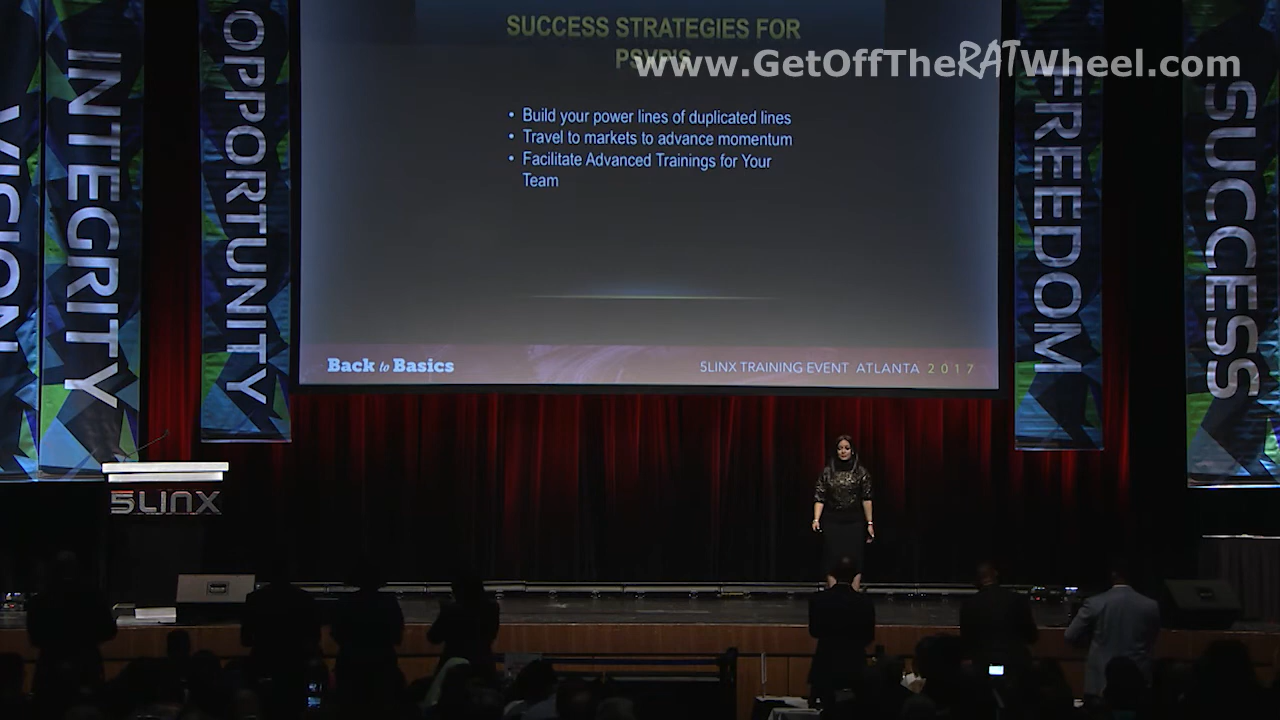 SUCCESS STRATEGIES FOR
PSVP'S
www.GetOffTheRATWheel.com
• Build your power lines of duplicated lines
• Travel to markets to advance momentum
• Facilitate Advanced Trainings for Your
Team
Back to Basics
5LINX TRAINING EVENT ATLANTA 2017
VISION
INTEGRITY
OPPORTUNITY
FREEDOM
SUCCESS
5LINX